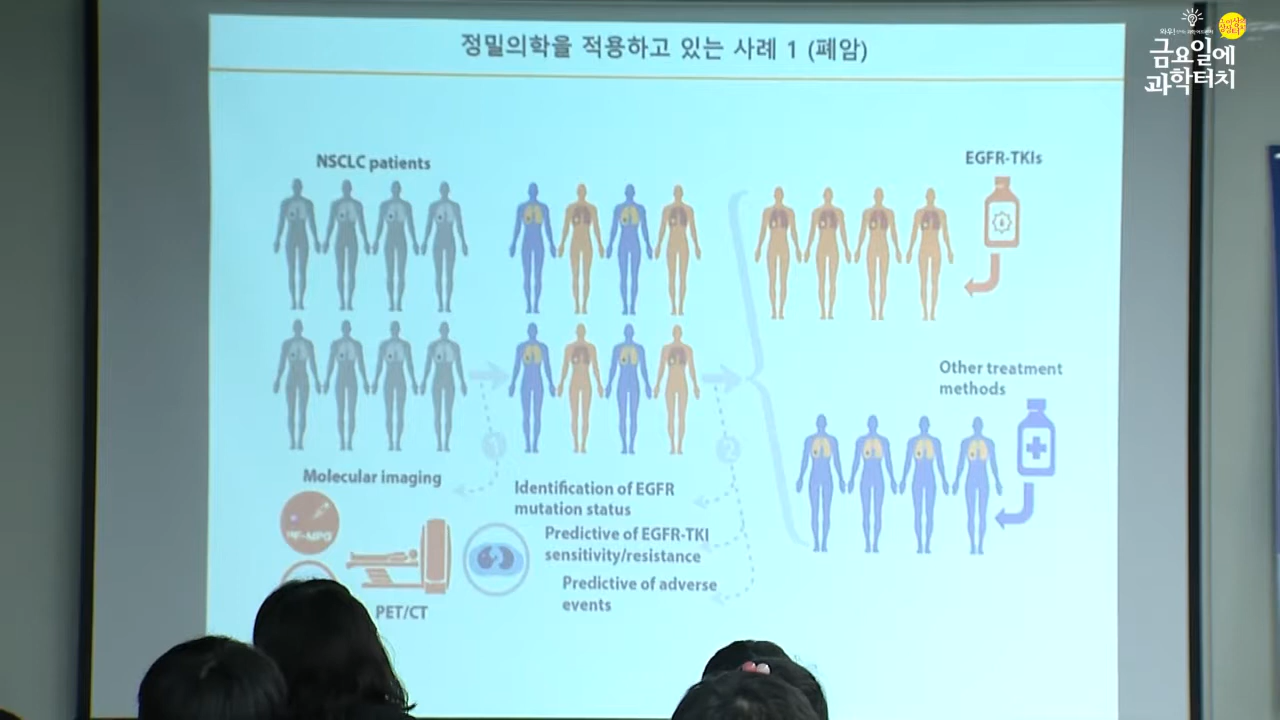 정밀의학을 적용하고 있는 사례 1 (폐암)
금요일에
과학터치
NSCLC patients
EGFR-TKIs
Other treatment
methods
1
2
Molecular imaging
PET/CT
Identification of EGFR
mutation status
Predictive of EGFR-TKI
sensitivity/resistance
Predictive of adverse
events